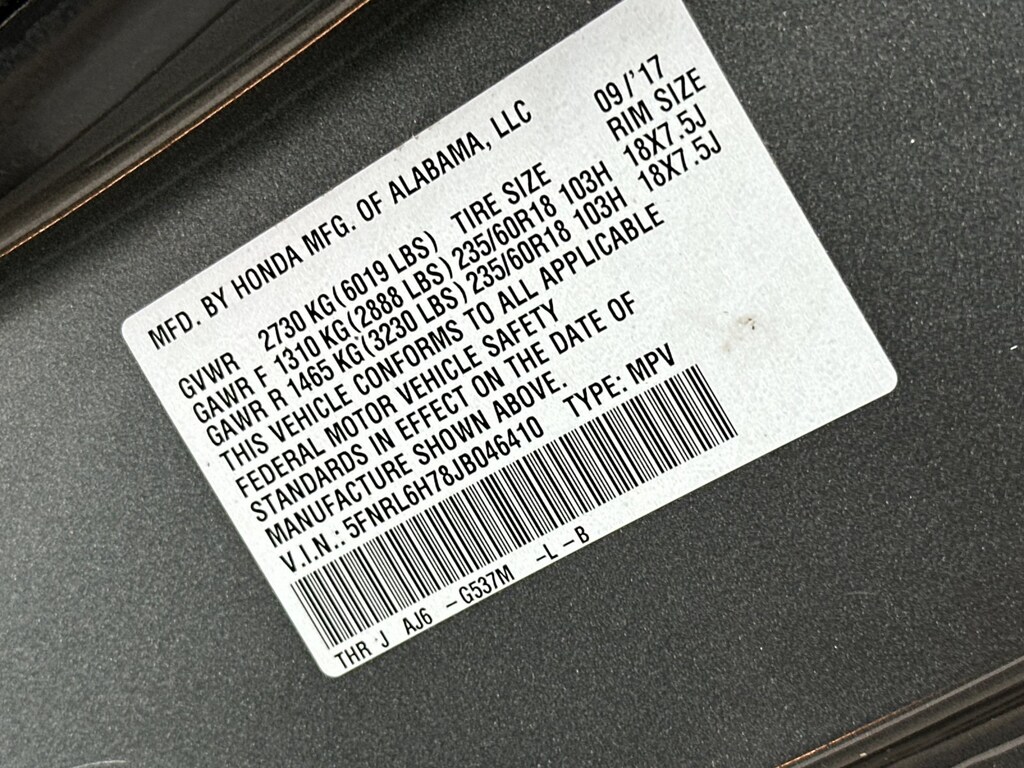 MFD. BY HONDA MFG. OF ALABAMA, LLC 09/'17
GVWR 2730 KG(6019 LBS) TIRE SIZE RIM SIZE
GAWR F 1310 KG(2888 LBS) 235/60R18 103H 18X7.5J
GAWR R 1465 KG(3230 LBS) 235/60R18 103H 18X7.5J
THIS VEHICLE CONFORMS TO ALL APPLICABLE
FEDERAL MOTOR VEHICLE SAFETY
STANDARDS IN EFFECT ON THE DATE OF
MANUFACTURE SHOWN ABOVE.
V.I.N.: 5FNRL6H78JB046410 TYPE: MPV
THR J AJ6 - G537M -L - B